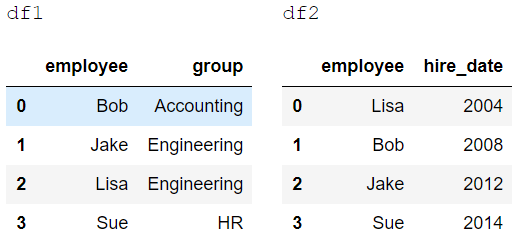 df1 df2
employee group employee hire_date
0 Bob Accounting 0 Lisa 2004
1 Jake Engineering 1 Bob 2008
2 Lisa Engineering 2 Jake 2012
3 Sue HR 3 Sue 2014